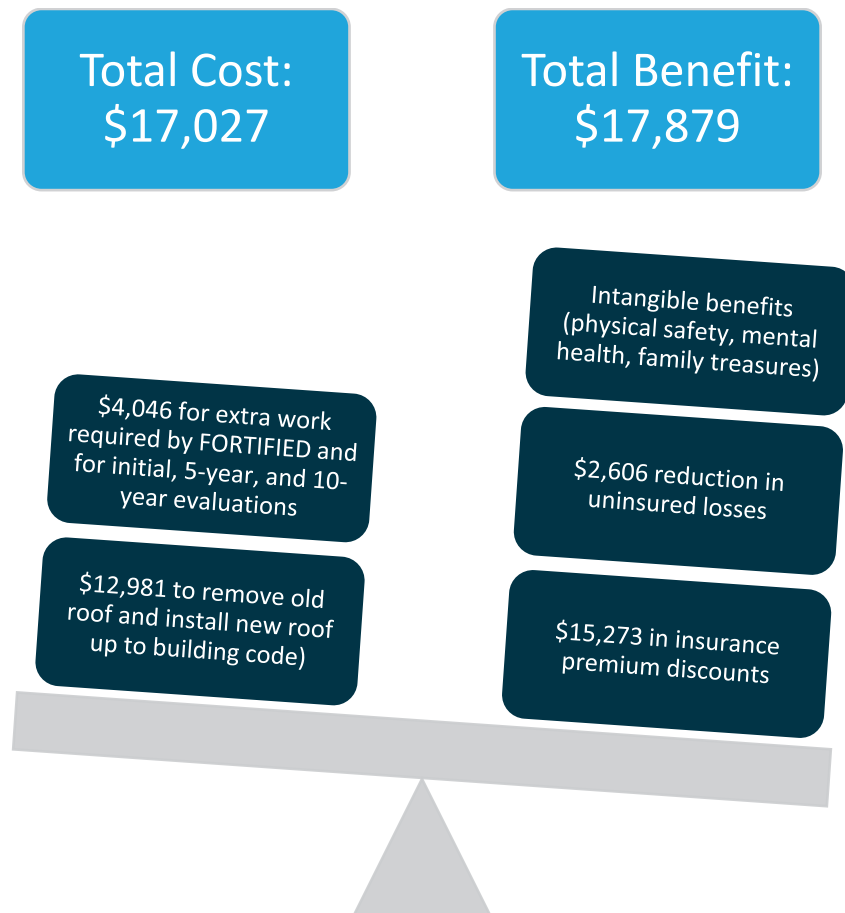 Total Cost:
$17,027
Total Benefit:
$17,879
$4,046 for extra work
required by FORTIFIED and
for initial, 5-year, and 10-
year evaluations
$12,981 to remove old
roof and install new roof
up to building code)
Intangible benefits
(physical safety, mental
health, family treasures)
$2,606 reduction in
uninsured losses
$15,273 in insurance
premium discounts